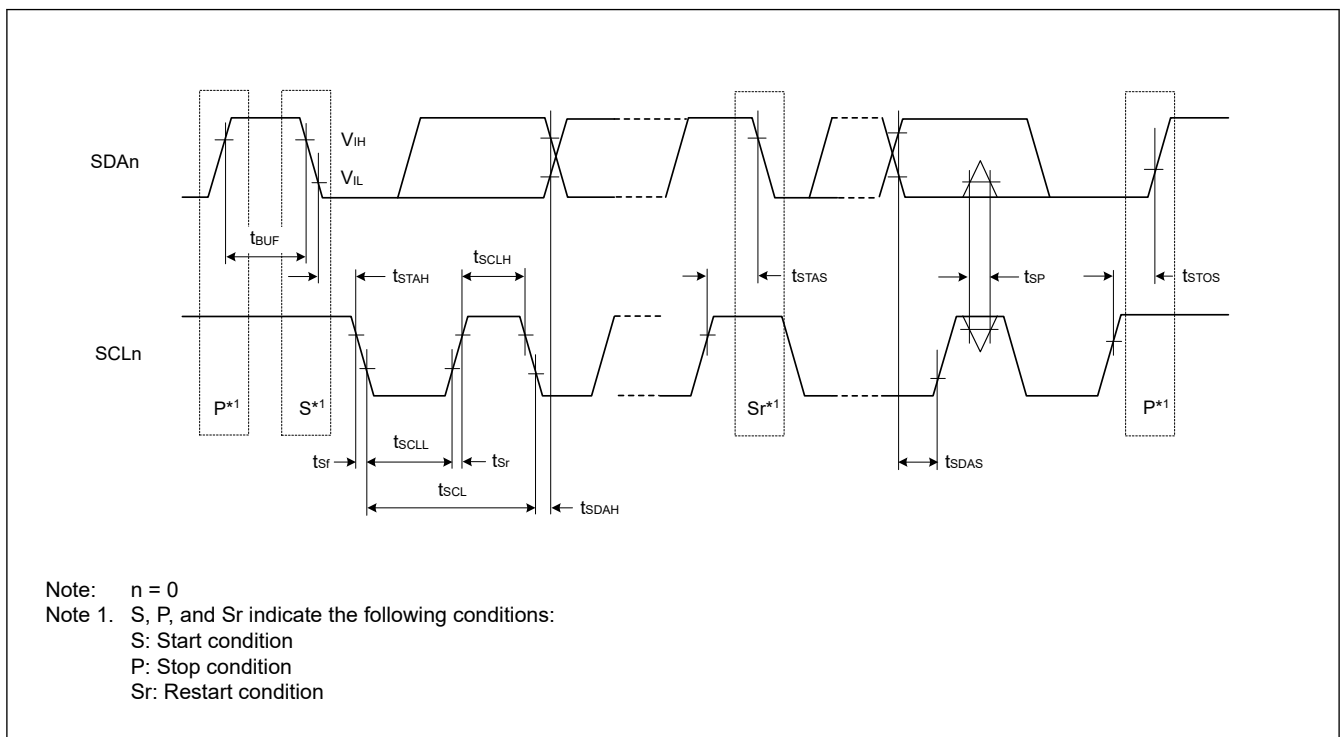 SDAn
VIH
VIL
tBUF
tSTAH
tSCLH
tSTAS
tSP
tSTOS
SCLn
P*1
S*1
Sr*1
P*1
tSf
tSCLL
tSr
tSDAS
tSCL
tSDAH
Note: n = 0
Note 1. S, P, and Sr indicate the following conditions:
S: Start condition
P: Stop condition
Sr: Restart condition